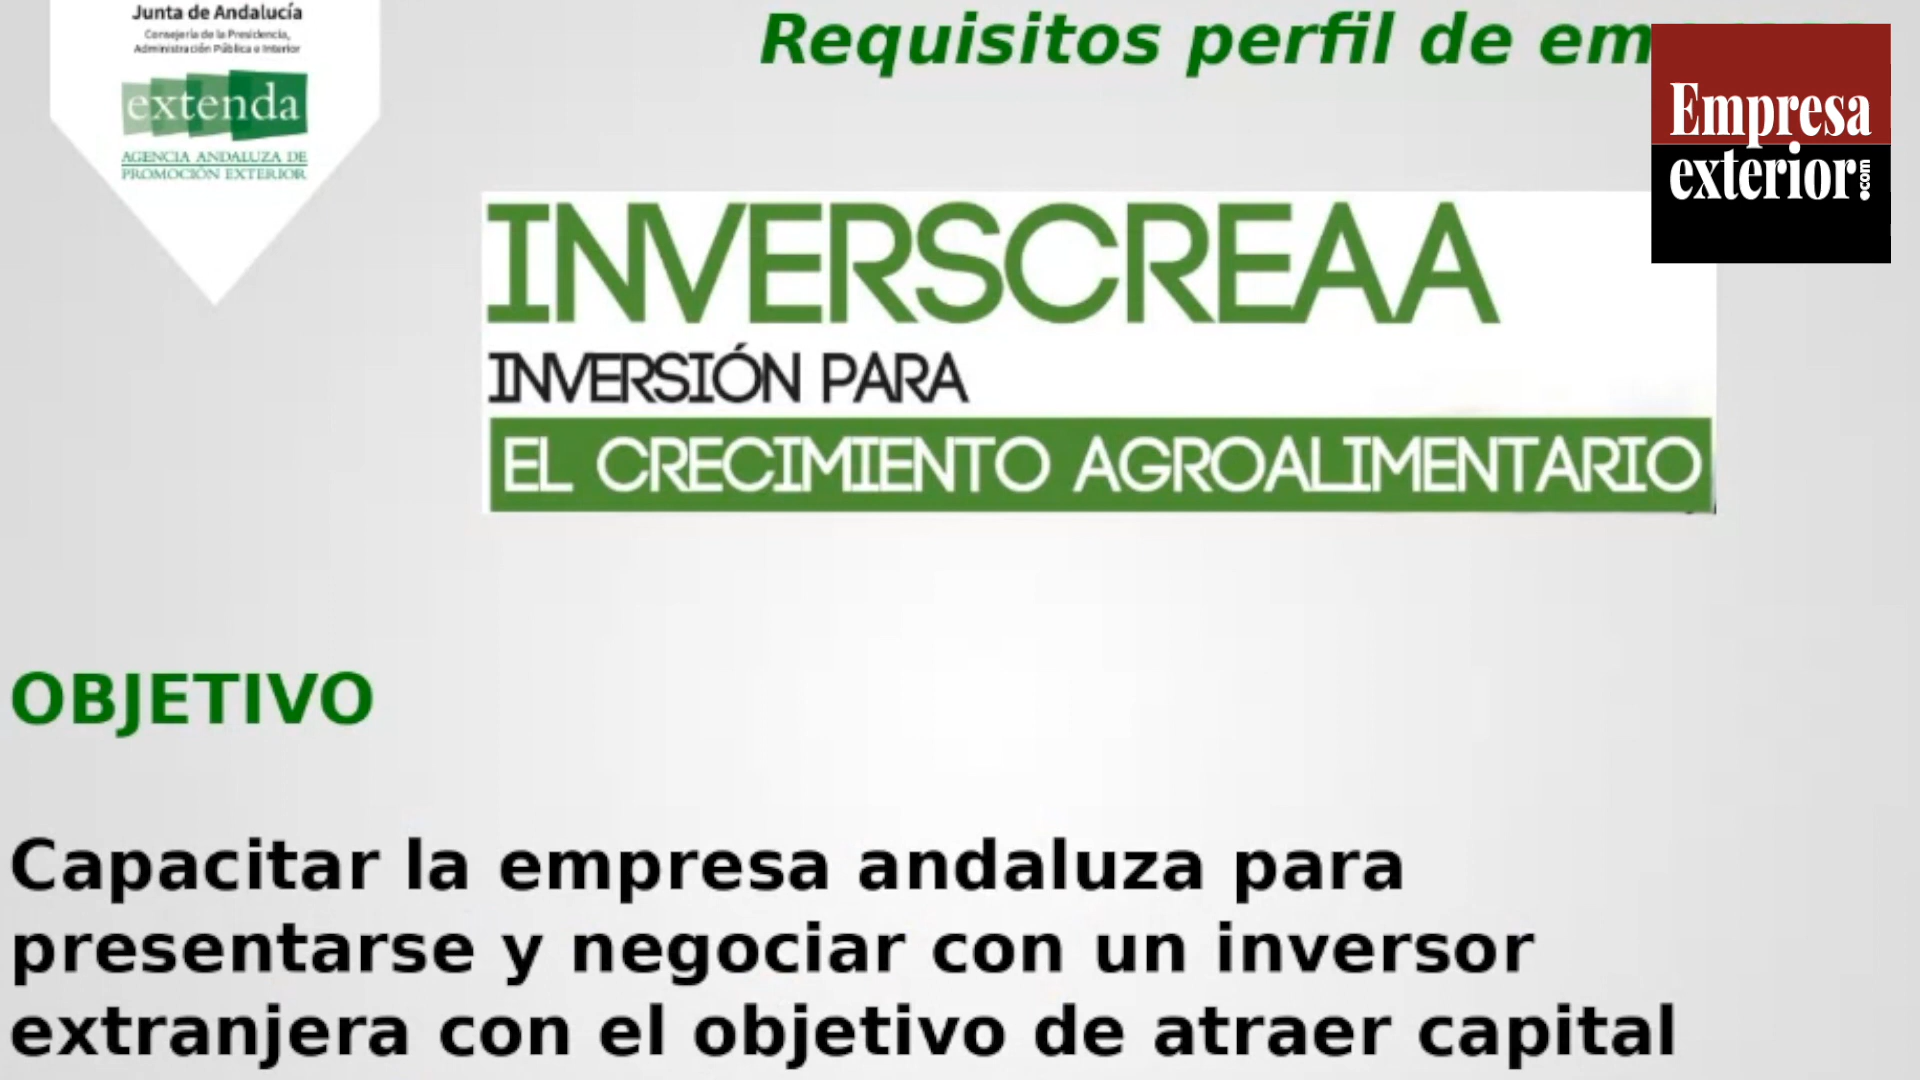 Junta de Andalucía
Consejería de la Presidencia,
Administración Pública e Interior
extenda
AGENCIA ANDALUZA DE
PROMOCIÓN EXTERIOR
Requisitos perfil de
Empresa
exterior.com
INVERSCREAA
INVERSIÓN PARA
EL CRECIMIENTO AGROALIMENTARIO
OBJETIVO
Capacitar la empresa andaluza para
presentarse y negociar con un inversor
extranjera con el objetivo de atraer capital